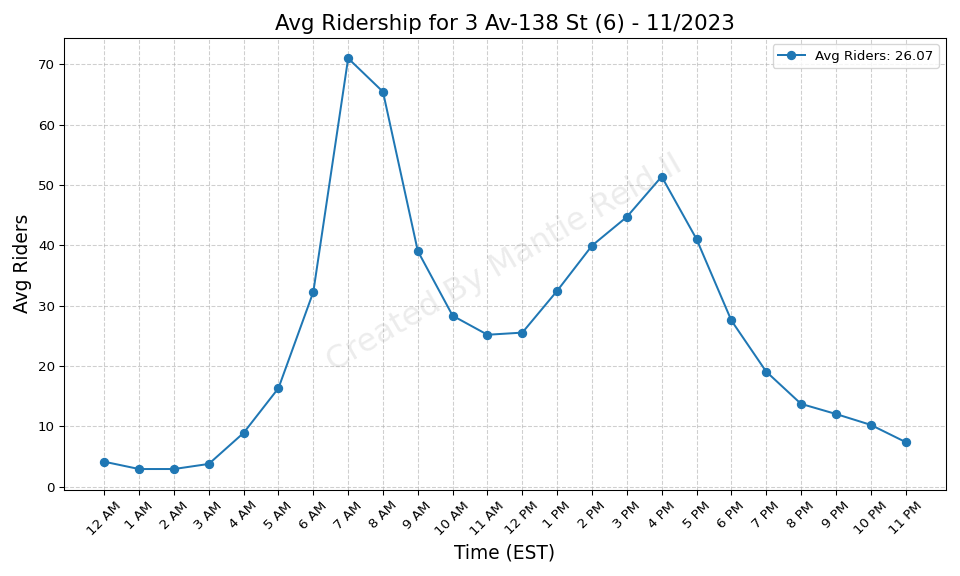 Avg Ridership for 3 Av-138 St (6) - 11/2023
Avg Riders: 26.07
Avg Riders
70
60
50
40
30
20
10
0
Created By Mantie Reid II
12 AM
1 AM
2 AM
3 AM
4 AM
5 AM
6 AM
7 AM
8 AM
9 AM
10 AM
11 AM
12 PM
1 PM
2 PM
3 PM
4 PM
5 PM
6 PM
7 PM
8 PM
9 PM
10 PM
11 PM
Time (EST)